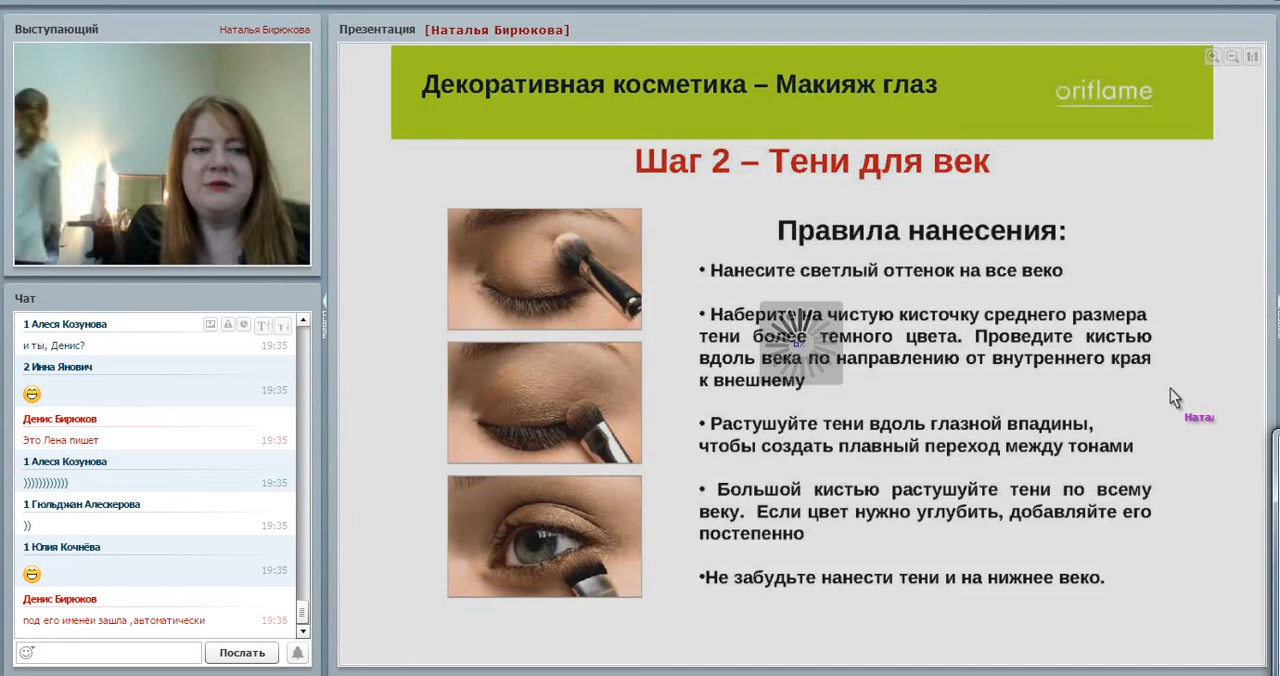 Выступающий
Наталья Бирюкова
Чат
1 Алеся Козунова
и ты, Денис?
19:35
2 Инна Янович
19:35
Денис Бирюков
Это Лена пишет
19:35
1 Алеся Козунова
))))))))))))
19:35
1 Гюльджан Алескерова
))
19:35
1 Юлия Кочнёва
19:35
Денис Бирюков
под его именеи зашла ,автоматически
19:36
Послать
Презентация [Наталья Бирюкова]
1:1
Декоративная косметика – Макияж глаз
oriflame
Шаг 2 – Тени для век
Правила нанесения:
• Нанесите светлый оттенок на все веко
• Наберите на чистую кисточку среднего размера
тени более темного цвета. Проведите кистью
вдоль века по направлению от внутреннего края
к внешнему
• Растушуйте тени вдоль глазной впадины,
чтобы создать плавный переход между тонами
• Большой кистью растушуйте тени по всему
веку. Если цвет нужно углубить, добавляйте его
постепенно
•Не забудьте нанести тени и на нижнее веко.
Ната